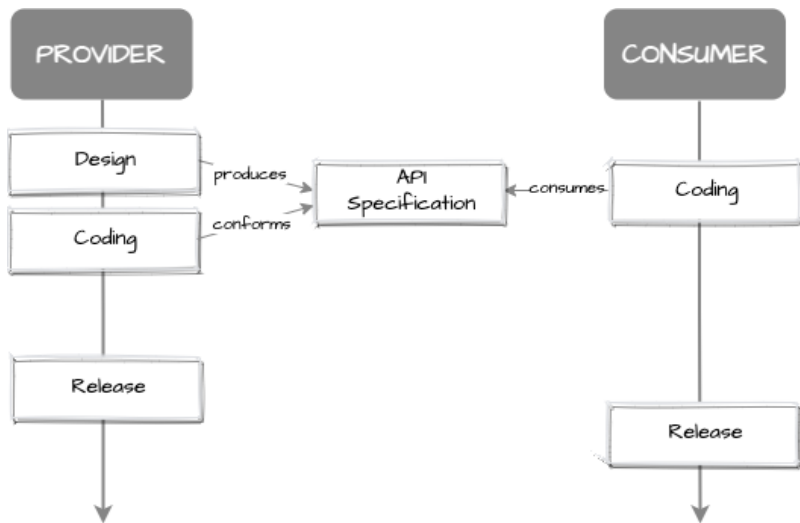 PROVIDER
CONSUMER
Design
produces
API
Specification
consumes
Coding
Coding
conforms
Release
Release